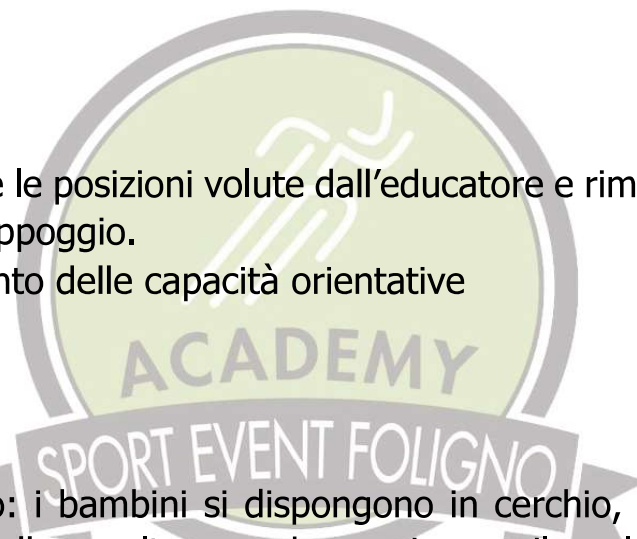 e le posizioni volute dall'educatore e rim
ppoggio.
nto delle capacità orientative
ACADEMY
SPORT EVENT FOLIGNO
o: i bambini si dispongono in cerchio,